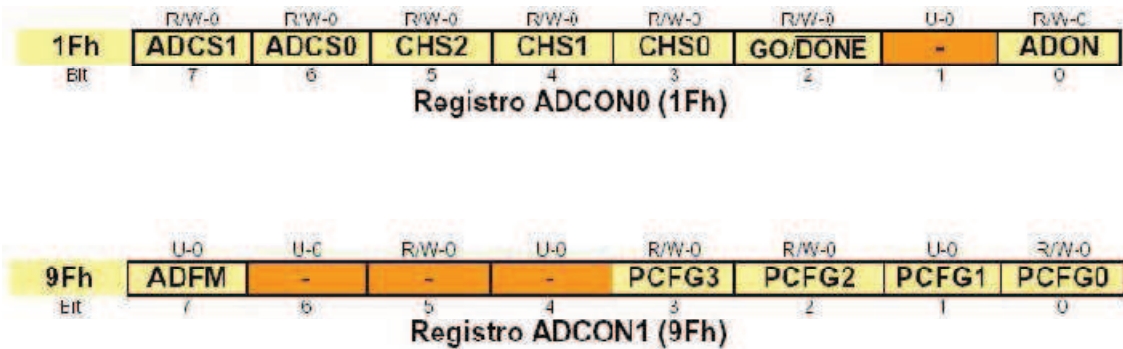 R/W-0 R/W-0 R/W-0 R/W-0 R/W-0 R/W-0 U-0 R/W-0
1Fh ADCS1 ADCS0 CHS2 CHS1 CHS0 GO/DONE - ADON
Bit 7 6 5 4 3 2 1 0
Registro ADCON0 (1Fh)
U-0 U-0 R/W-0 U-0 R/W-0 R/W-0 U-0 R/W-0
9Fh ADFM - - - PCFG3 PCFG2 PCFG1 PCFG0
Bit 7 6 5 4 3 2 1 0
Registro ADCON1 (9Fh)